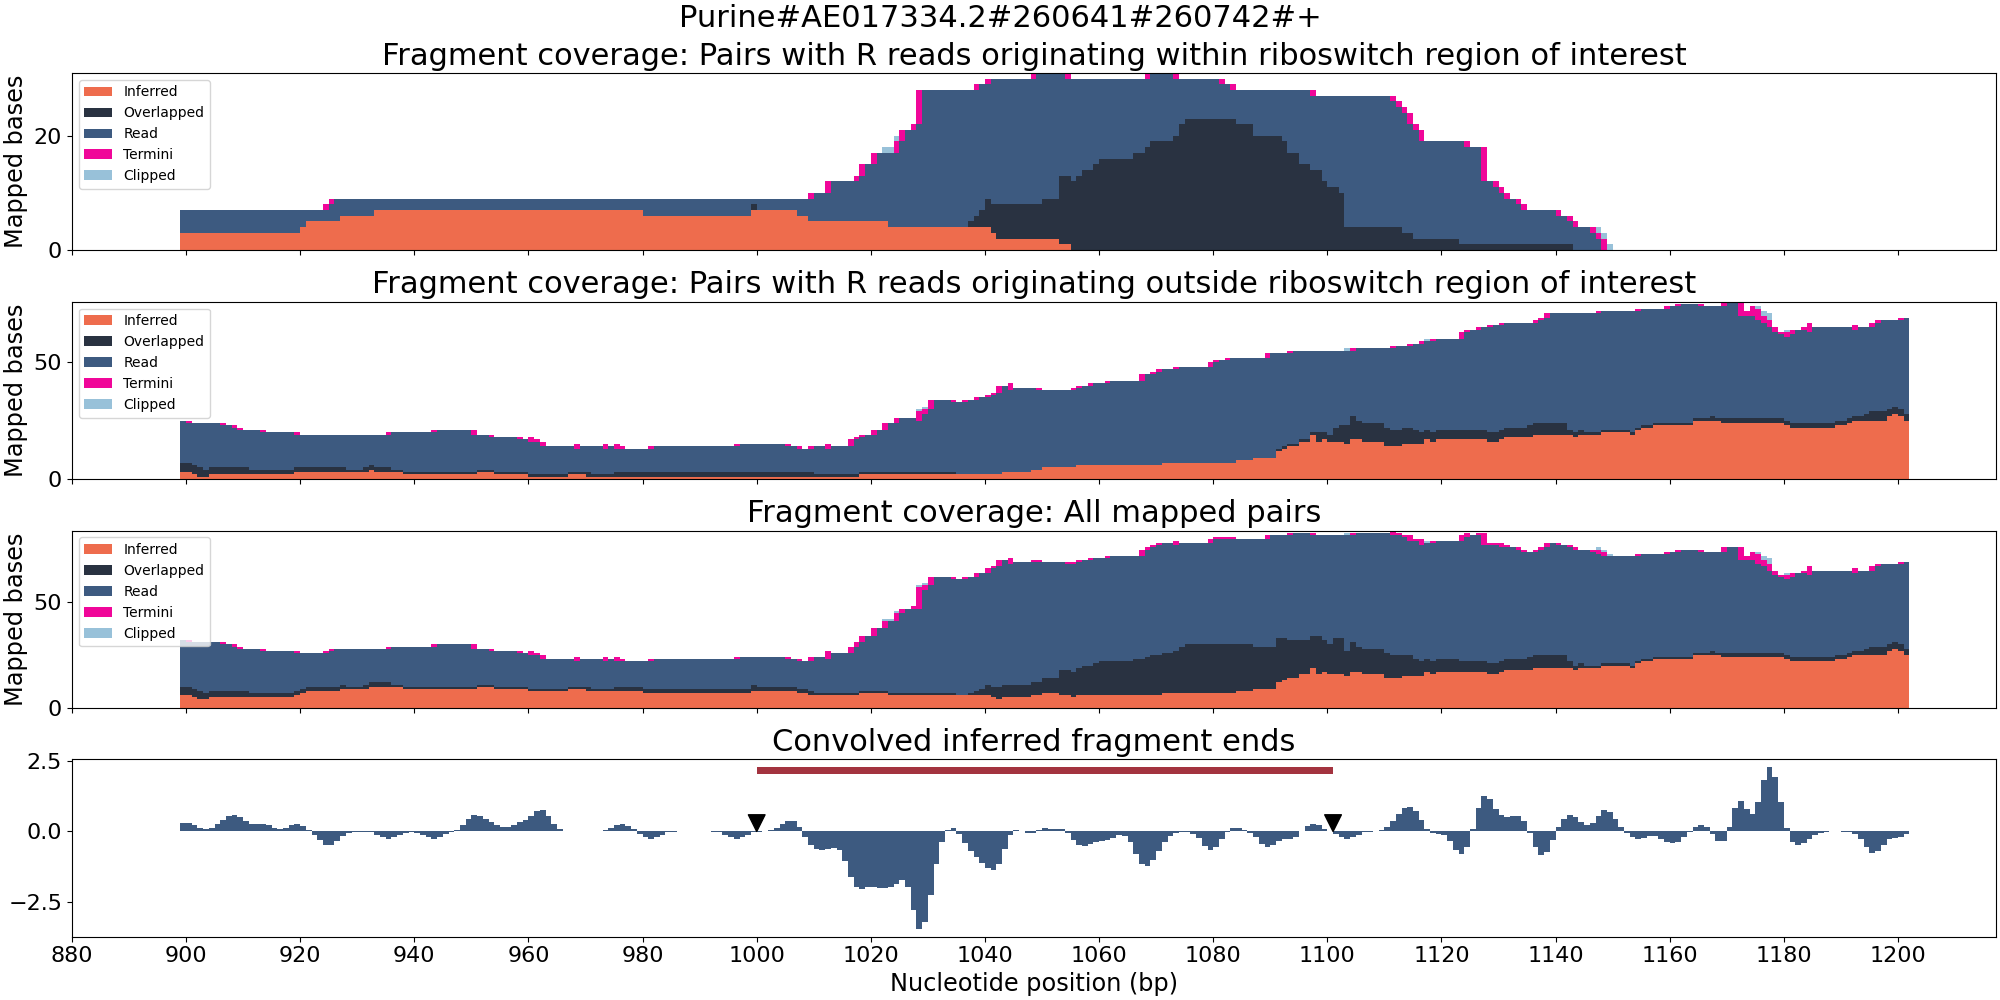 Purine#AE017334.2#260641#260742#+
Fragment coverage: Pairs with R reads originating within riboswitch region of interest
Mapped bases
20
0
Inferred
Overlapped
Read
Termini
Clipped
Fragment coverage: Pairs with R reads originating outside riboswitch region of interest
Mapped bases
50
0
Inferred
Overlapped
Read
Termini
Clipped
Fragment coverage: All mapped pairs
Mapped bases
50
0
Inferred
Overlapped
Read
Termini
Clipped
Convolved inferred fragment ends
2.5
0.0
−2.5
880 900 920 940 960 980 1000 1020 1040 1060 1080 1100 1120 1140 1160 1180 1200
Nucleotide position (bp)